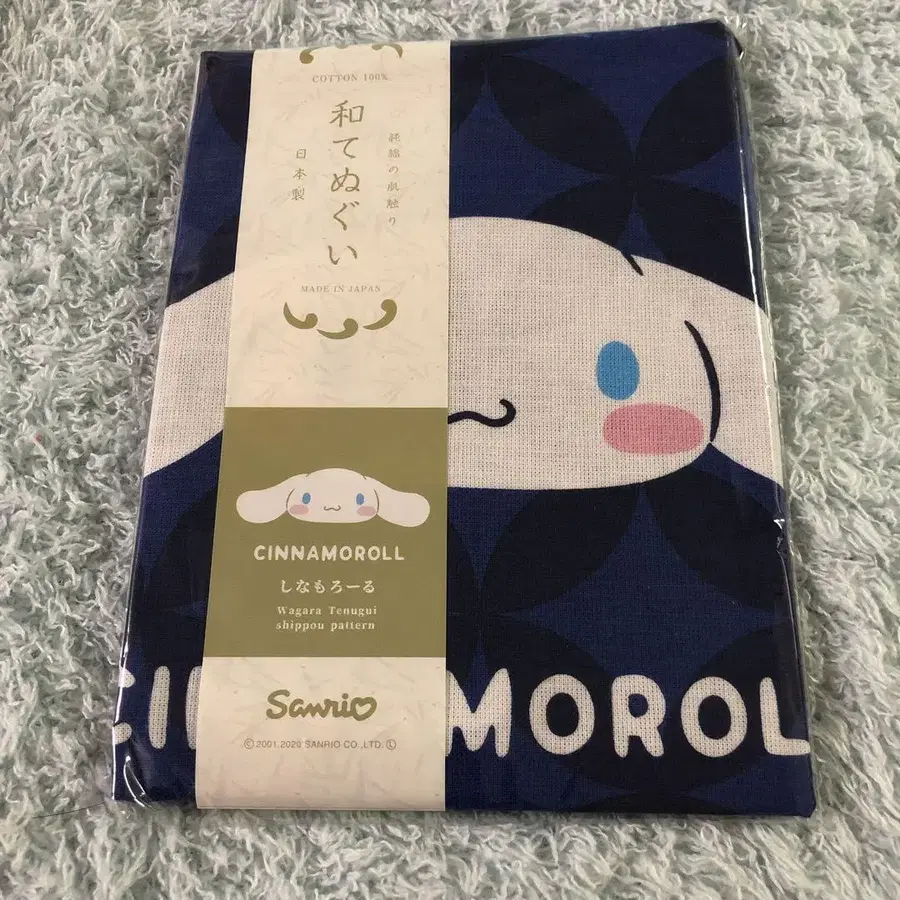 COTTON 100%
和てぬぐい
純綿の肌触り
日本製
MADE IN JAPAN
CINNAMOROLL
しなもろーる
Wagara Tenugui
shippou pattern
Sanrio
©2001,2020 SANRIO CO.,LTD. Ⓛ
CIN MOROL